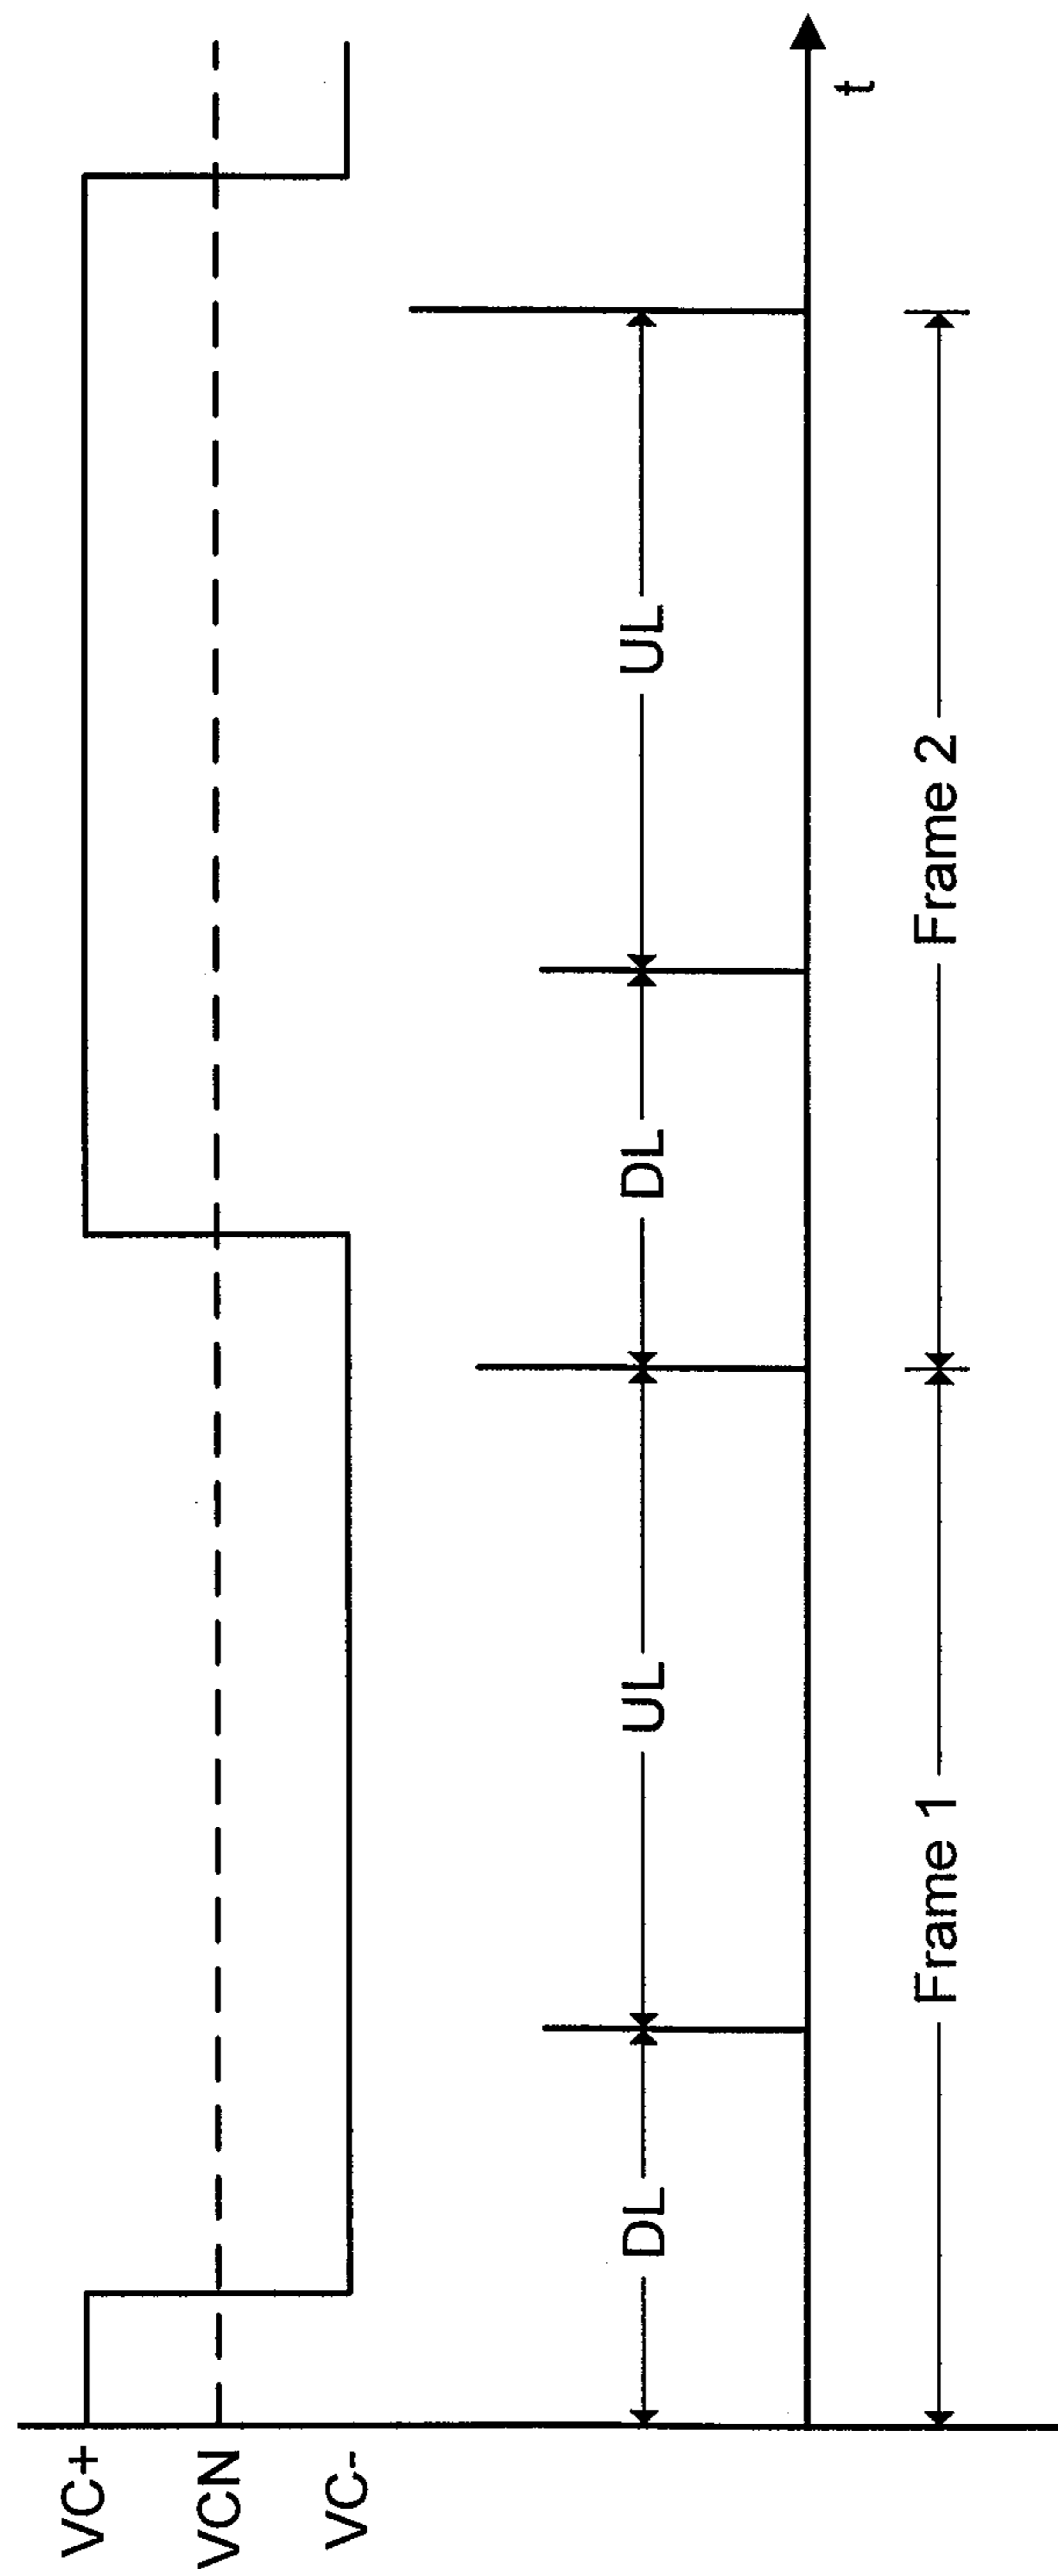 VC+
VCN
VC-
DL
UL
DL
UL
t
Frame 1
Frame 2